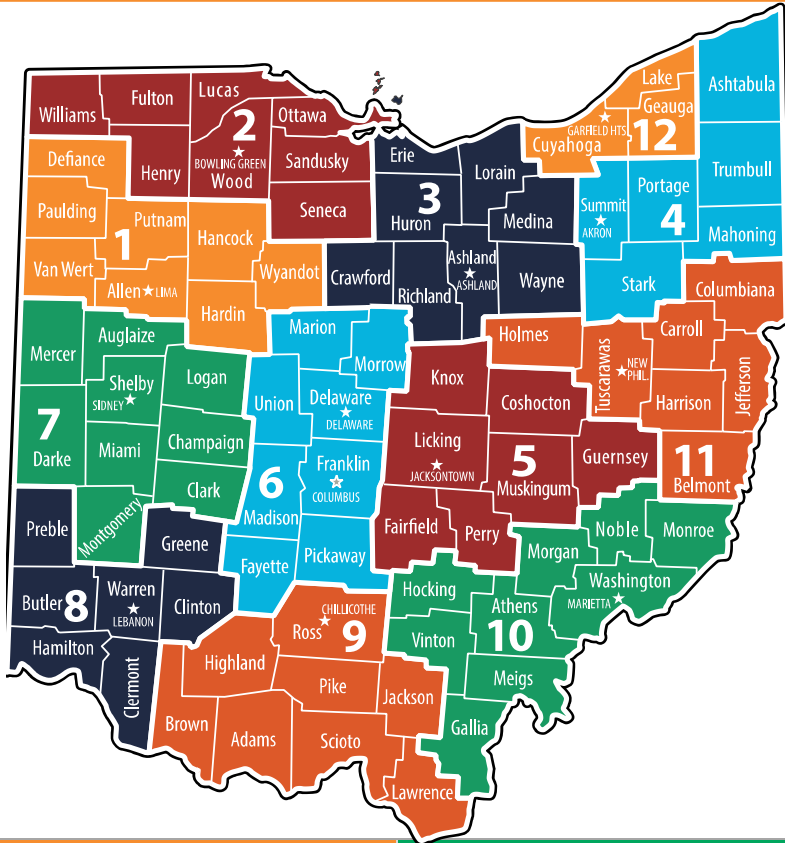 Williams
Fulton
Lucas
Ottawa
2
BOWLING GREEN
Wood
Henry
Sandusky
Seneca
Defiance
Paulding
Putnam
1
Van Wert
Allen
LIMA
Hancock
Wyandot
Hardin
Erie
Lorain
3
Huron
Medina
Crawford
Richland
Ashland
ASHLAND
Wayne
Lake
Geauga
GARFIELD HTS.
12
Cuyahoga
Ashtabula
Trumbull
Portage
Summit
AKRON
4
Mahoning
Stark
Mercer
Auglaize
Shelby
SIDNEY
Logan
7
Darke
Miami
Champaign
Clark
Montgomery
Marion
Morrow
Union
Delaware
DELAWARE
Franklin
COLUMBUS
6
Madison
Fayette
Pickaway
Knox
Coshocton
Licking
JACKSONTOWN
5
Muskingum
Guernsey
Fairfield
Perry
Holmes
Tuscarawas
NEW
PHIL.
Columbiana
Carroll
Harrison
Jefferson
11
Belmont
Preble
Greene
Butler
8
Warren
LEBANON
Clinton
Hamilton
Clermont
CHILLICOTHE
Ross
9
Highland
Pike
Jackson
Brown
Adams
Scioto
Lawrence
Noble
Monroe
Morgan
Washington
MARIETTA
Hocking
Athens
10
Vinton
Meigs
Gallia